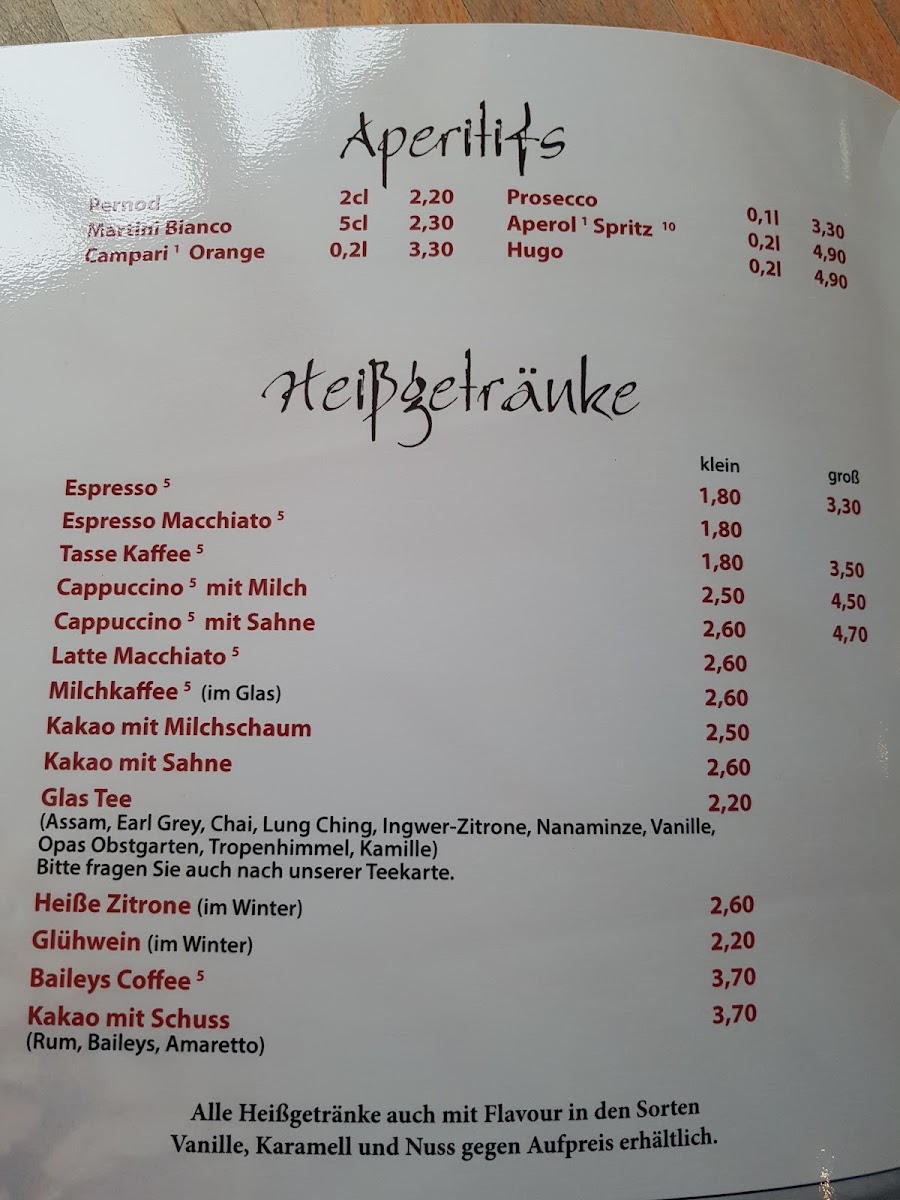 Aperitifs
Pernod 2cl 2,20 Prosecco 0,1l 3,30
Martini Bianco 5cl 2,30 Aperol ¹ Spritz ¹⁰ 0,2l 4,90
Campari ¹ Orange 0,2l 3,30 Hugo 0,2l 4,90
Heißgetränke
klein groß
Espresso ⁵ 1,80 3,30
Espresso Macchiato ⁵ 1,80
Tasse Kaffee ⁵ 1,80 3,50
Cappuccino ⁵ mit Milch 2,50 4,50
Cappuccino ⁵ mit Sahne 2,60 4,70
Latte Macchiato ⁵ 2,60
Milchkaffee ⁵ (im Glas) 2,60
Kakao mit Milchschaum 2,50
Kakao mit Sahne 2,60
Glas Tee 2,20
(Assam, Earl Grey, Chai, Lung Ching, Ingwer-Zitrone, Nanaminze, Vanille,
Opas Obstgarten, Tropenhimmel, Kamille)
Bitte fragen Sie auch nach unserer Teekarte.
Heiße Zitrone (im Winter) 2,60
Glühwein (im Winter) 2,20
Baileys Coffee ⁵ 3,70
Kakao mit Schuss 3,70
(Rum, Baileys, Amaretto)
Alle Heißgetränke auch mit Flavour in den Sorten
Vanille, Karamell und Nuss gegen Aufpreis erhältlich.